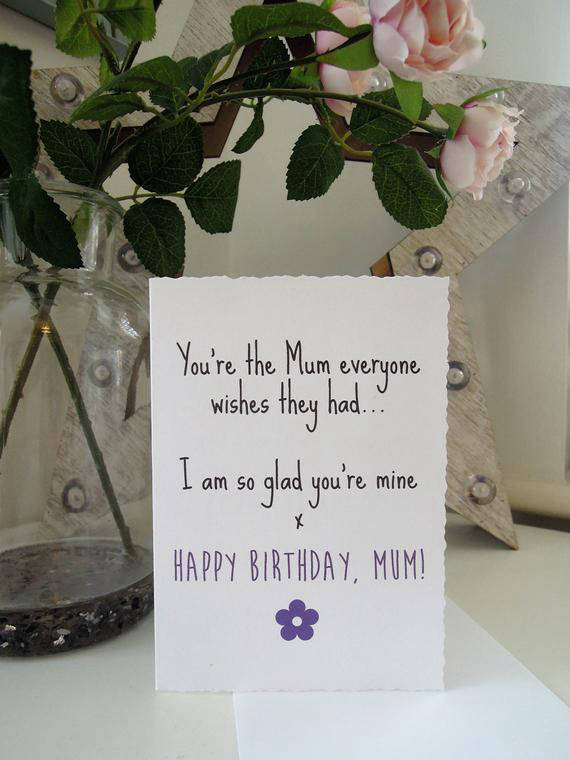 You're the Mum everyone
wishes they had...
I am so glad you're mine
x
HAPPY BIRTHDAY, MUM!